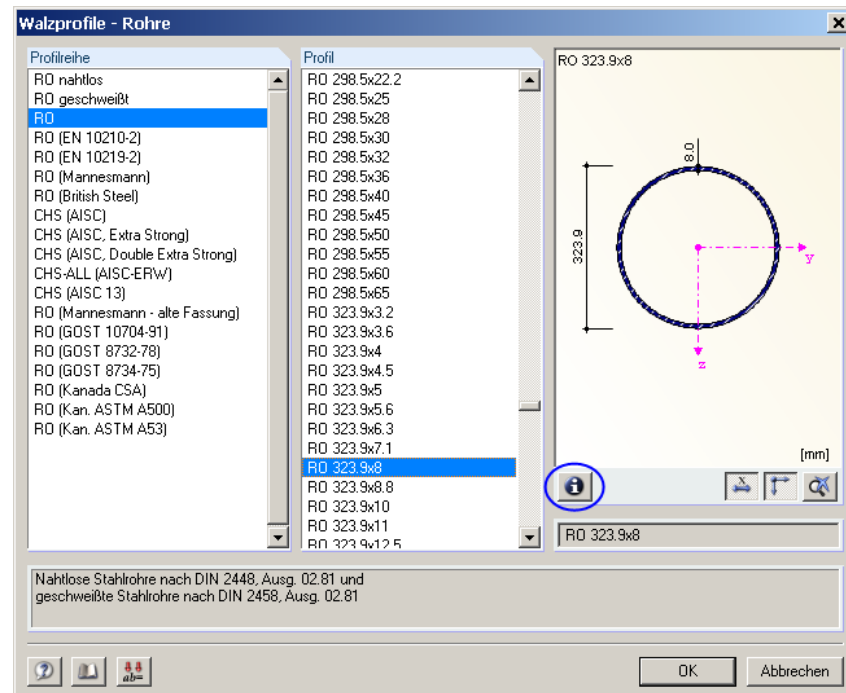 Walzprofile - Rohre
Profilreihe
RO nahtlos
RO geschweißt
RO
RO (EN 10210-2)
RO (EN 10219-2)
RO (Mannesmann)
RO (British Steel)
CHS (AISC)
CHS (AISC, Extra Strong)
CHS (AISC, Double Extra Strong)
CHS-ALL (AISC-ERW)
CHS (AISC 13)
RO (Mannesmann - alte Fassung)
RO (GOST 10704-91)
RO (GOST 8732-78)
RO (GOST 8734-75)
RO (Kanada CSA)
RO (Kan. ASTM A500)
RO (Kan. ASTM A53)
Profil
RO 298.5x22.2
RO 298.5x25
RO 298.5x28
RO 298.5x30
RO 298.5x32
RO 298.5x36
RO 298.5x40
RO 298.5x45
RO 298.5x50
RO 298.5x55
RO 298.5x60
RO 298.5x65
RO 323.9x3.2
RO 323.9x3.6
RO 323.9x4
RO 323.9x4.5
RO 323.9x5
RO 323.9x5.6
RO 323.9x6.3
RO 323.9x7.1
RO 323.9x8
RO 323.9x8.8
RO 323.9x10
RO 323.9x11
RO 323.9x12.5
RO 323.9x8
8.0
323.9
y
z
[mm]
X
RO 323.9x8
Nahtlose Stahlrohre nach DIN 2448, Ausg. 02.81 und
geschweißte Stahlrohre nach DIN 2458, Ausg. 02.81
ab=
OK
Abbrechen